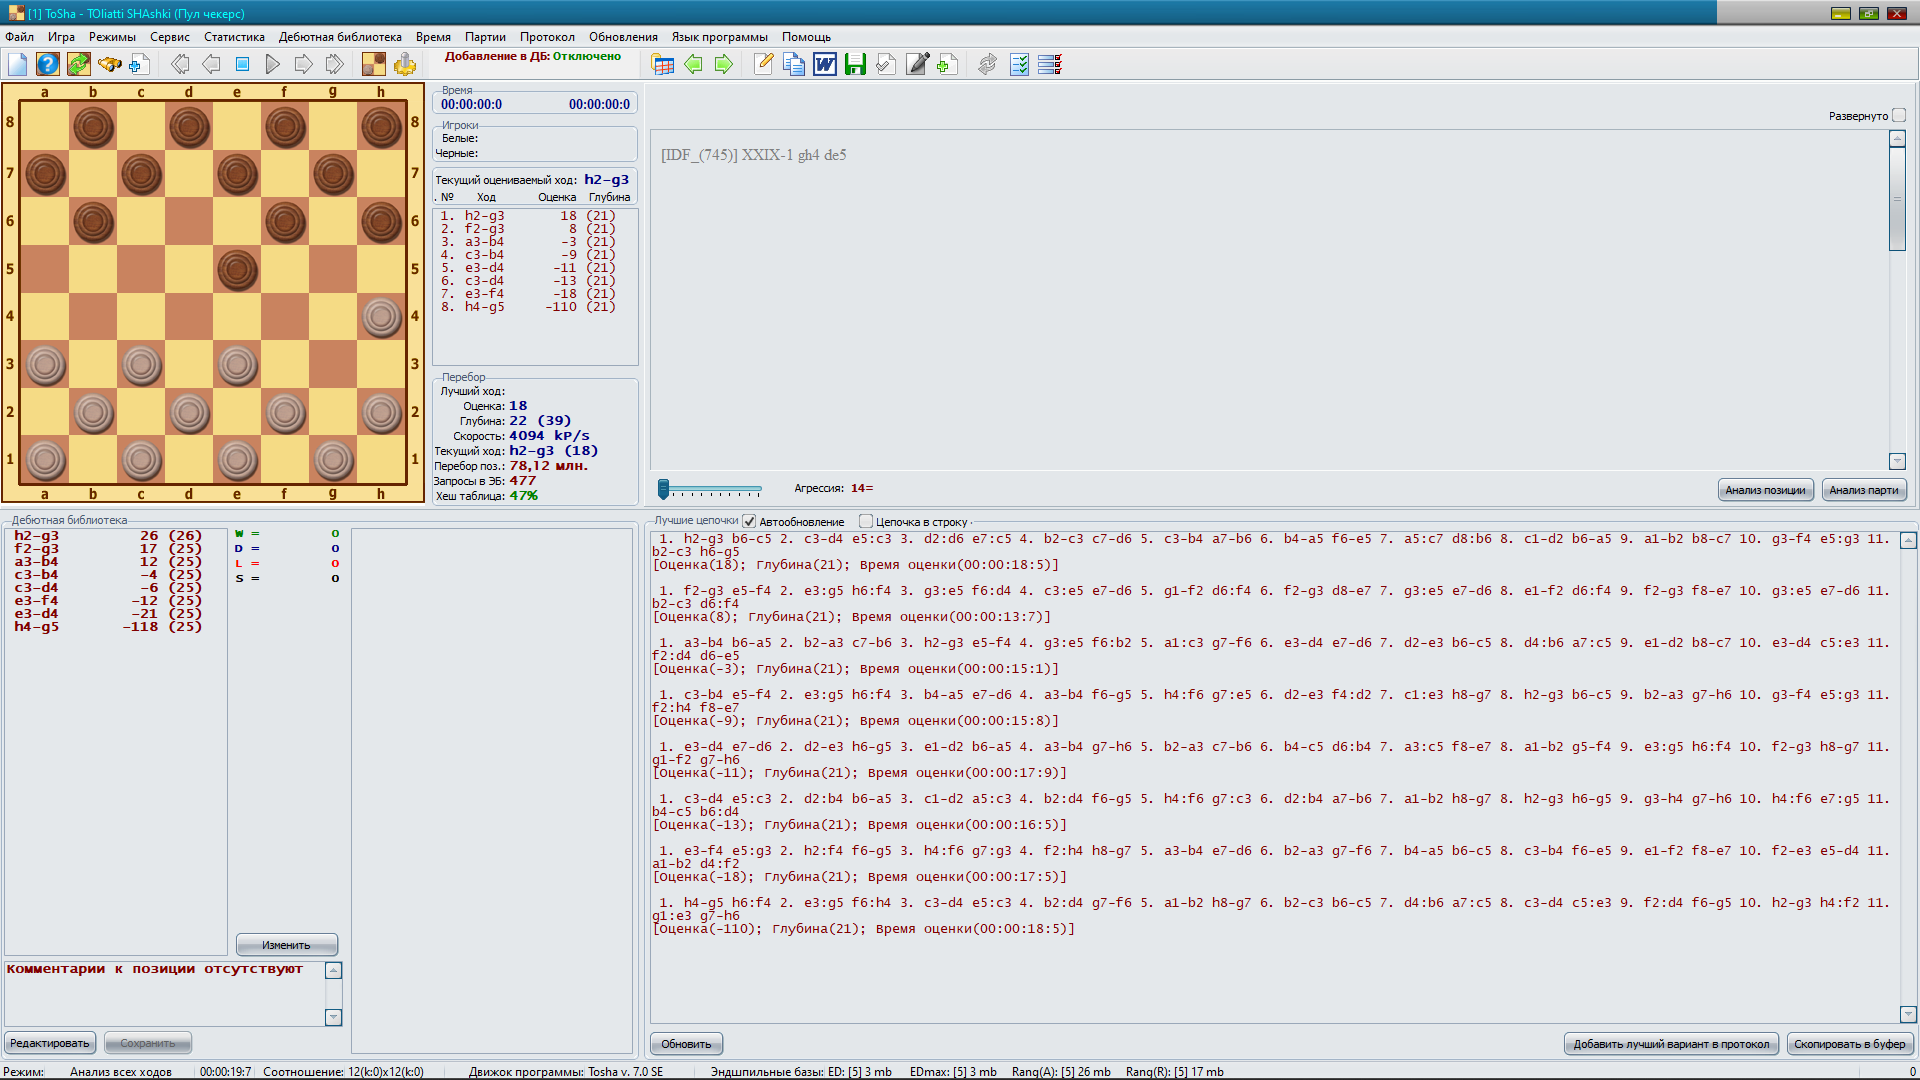 [1] ToSha - TOliatti SHAshki (Пул чекерс)
Файл Игра Режимы Сервис Статистика Дебютная библиотека Время Партии Протокол Обновления Язык программы Помощь
Добавление в ДБ: Отключено
a b c d e f g h
8 8
7 7
6 6
5 5
4 4
3 3
2 2
1 1
a b c d e f g h
Время
00:00:00:0 00:00:00:0
Игроки
Белые:
Черные:
Текущий оцениваемый ход: h2-g3
. № Ход Оценка Глубина
1. h2-g3 18 (21)
2. f2-g3 8 (21)
3. a3-b4 -3 (21)
4. c3-b4 -9 (21)
5. e3-d4 -11 (21)
6. c3-d4 -13 (21)
7. e3-f4 -18 (21)
8. h4-g5 -110 (21)
Перебор
Лучший ход:
Оценка: 18
Глубина: 22 (39)
Скорость: 4094 kP/s
Текущий ход: h2-g3 (18)
Перебор поз.: 78,12 млн.
Запросы в ЭБ: 477
Хеш таблица: 47%
Развернуто
[IDF_(745)] XXIX-1 gh4 de5
Агрессия: 14=
Анализ позиции
Анализ парти
Дебютная библиотека
h2-g3 26 (26)
f2-g3 17 (25)
a3-b4 12 (25)
c3-b4 -4 (25)
c3-d4 -6 (25)
e3-f4 -12 (25)
e3-d4 -21 (25)
h4-g5 -118 (25)
W = 0
D = 0
L = 0
S = 0
Изменить
Комментарии к позиции отсутствуют
Редактировать
Сохранить
Лучшие цепочки Автообновление Цепочка в строку
1. h2-g3 b6-c5 2. c3-d4 e5:c3 3. d2:d6 e7:c5 4. b2-c3 c7-d6 5. c3-b4 a7-b6 6. b4-a5 f6-e5 7. a5:c7 d8:b6 8. c1-d2 b6-a5 9. a1-b2 b8-c7 10. g3-f4 e5:g3 11.
b2-c3 h6-g5
[Оценка(18); Глубина(21); Время оценки(00:00:18:5)]
1. f2-g3 e5-f4 2. e3:g5 h6:f4 3. g3:e5 f6:d4 4. c3:e5 e7-d6 5. g1-f2 d6:f4 6. f2-g3 d8-e7 7. g3:e5 e7-d6 8. e1-f2 d6:f4 9. f2-g3 f8-e7 10. g3:e5 e7-d6 11.
b2-c3 d6:f4
[Оценка(8); Глубина(21); Время оценки(00:00:13:7)]
1. a3-b4 b6-a5 2. b2-a3 c7-b6 3. h2-g3 e5-f4 4. g3:e5 f6:b2 5. a1:c3 g7-f6 6. e3-d4 e7-d6 7. d2-e3 b6-c5 8. d4:b6 a7:c5 9. e1-d2 b8-c7 10. e3-d4 c5:e3 11.
f2:d4 d6-e5
[Оценка(-3); Глубина(21); Время оценки(00:00:15:1)]
1. c3-b4 e5-f4 2. e3:g5 h6:f4 3. b4-a5 e7-d6 4. a3-b4 f6-g5 5. h4:f6 g7:e5 6. d2-e3 f4:d2 7. c1:e3 h8-g7 8. h2-g3 b6-c5 9. b2-a3 g7-h6 10. g3-f4 e5:g3 11.
f2:h4 f8-e7
[Оценка(-9); Глубина(21); Время оценки(00:00:15:8)]
1. e3-d4 e7-d6 2. d2-e3 h6-g5 3. e1-d2 b6-a5 4. a3-b4 g7-h6 5. b2-a3 c7-b6 6. b4-c5 d6:b4 7. a3:c5 f8-e7 8. a1-b2 g5-f4 9. e3:g5 h6:f4 10. f2-g3 h8-g7 11.
g1-f2 g7-h6
[Оценка(-11); Глубина(21); Время оценки(00:00:17:9)]
1. c3-d4 e5:c3 2. d2:b4 b6-a5 3. c1-d2 a5:c3 4. b2:d4 f6-g5 5. h4:f6 g7:c3 6. d2:b4 a7-b6 7. a1-b2 h8-g7 8. h2-g3 h6-g5 9. g3-h4 g7-h6 10. h4:f6 e7:g5 11.
b4-c5 b6:d4
[Оценка(-13); Глубина(21); Время оценки(00:00:16:5)]
1. e3-f4 e5:g3 2. h2:f4 f6-g5 3. h4:f6 g7:g3 4. f2:h4 h8-g7 5. a3-b4 e7-d6 6. b2-a3 g7-f6 7. b4-a5 b6-c5 8. c3-b4 f6-e5 9. e1-f2 f8-e7 10. f2-e3 e5-d4 11.
a1-b2 d4:f2
[Оценка(-18); Глубина(21); Время оценки(00:00:17:5)]
1. h4-g5 h6:f4 2. e3:g5 f6:h4 3. c3-d4 e5:c3 4. b2:d4 g7-f6 5. a1-b2 h8-g7 6. b2-c3 b6-c5 7. d4:b6 a7:c5 8. c3-d4 c5:e3 9. f2:d4 f6-g5 10. h2-g3 h4:f2 11.
g1:e3 g7-h6
[Оценка(-110); Глубина(21); Время оценки(00:00:18:5)]
Обновить
Добавить лучший вариант в протокол
Скопировать в буфер
Режим: Анализ всех ходов 00:00:19:7 Соотношение: 12(k:0)x12(k:0) Движок программы: Tosha v. 7.0 SE Эндшпильные базы: ED: [5] 3 mb EDmax: [5] 3 mb Rang(A): [5] 26 mb Rang(R): [5] 17 mb 0